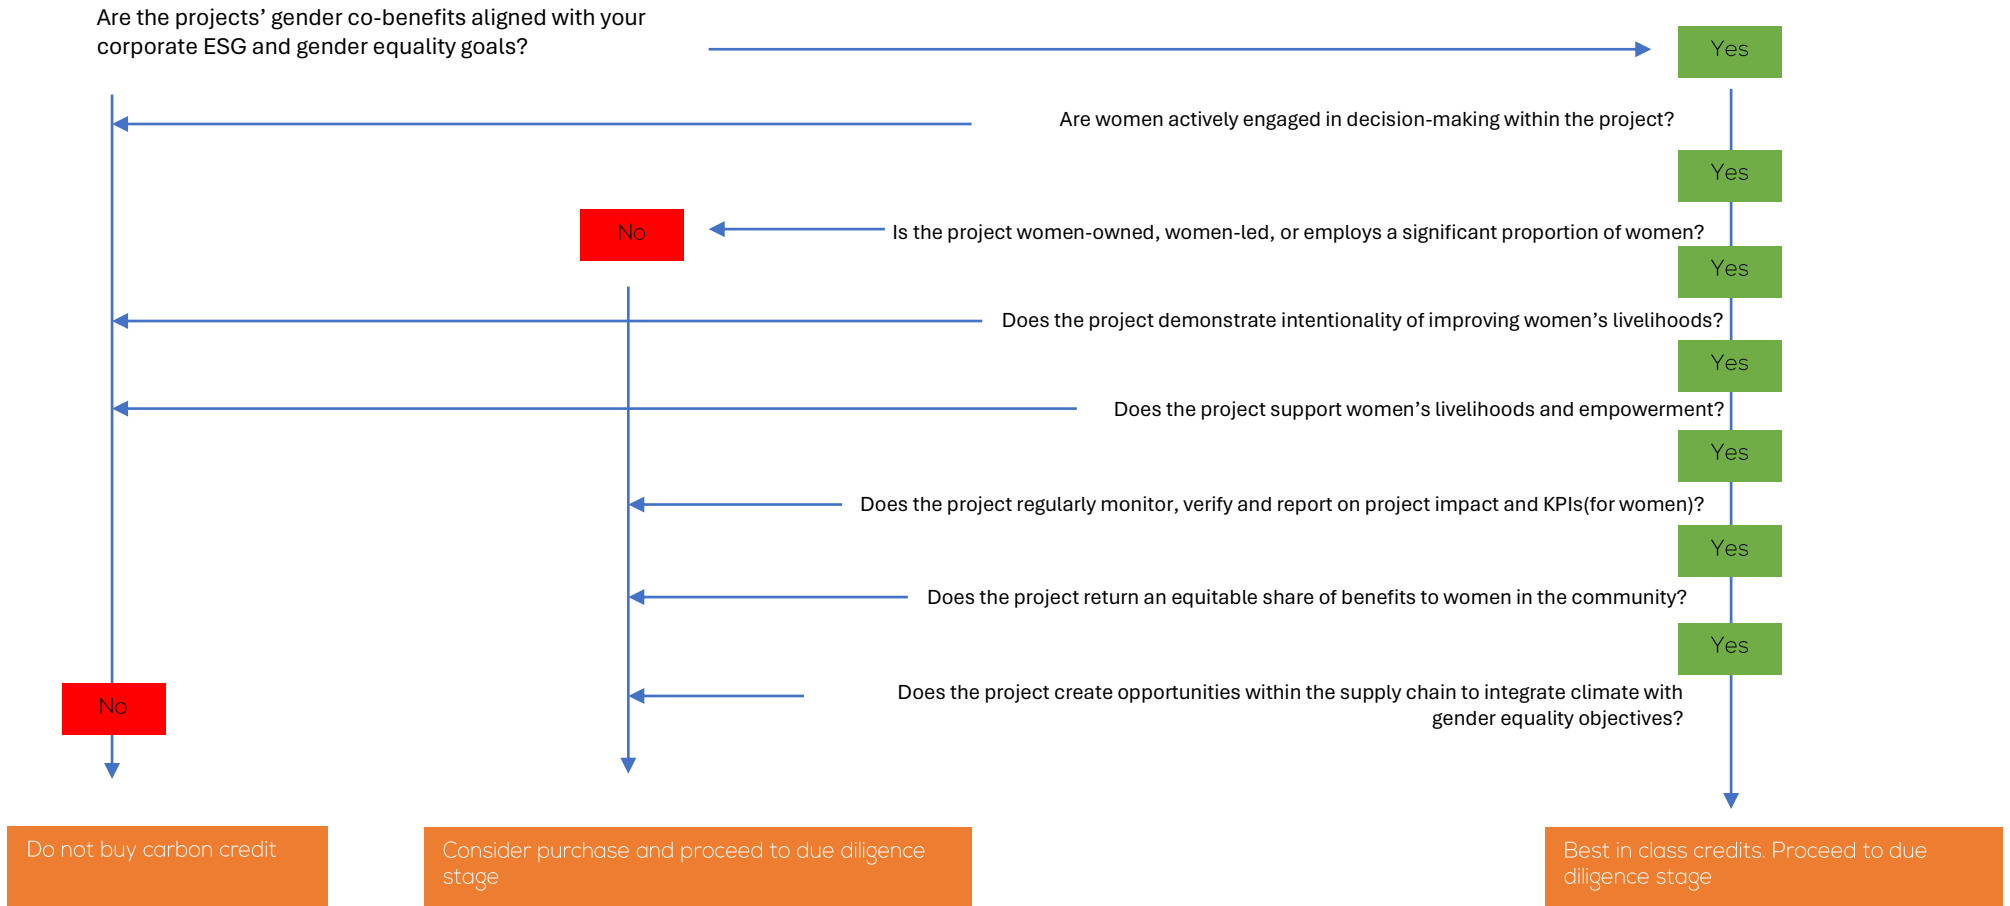 Are the projects’ gender co-benefits aligned with your
corporate ESG and gender equality goals?
Yes
Are women actively engaged in decision-making within the project?
Yes
No
Is the project women-owned, women-led, or employs a significant proportion of women?
Yes
Does the project demonstrate intentionality of improving women’s livelihoods?
Yes
Does the project support women’s livelihoods and empowerment?
Yes
Does the project regularly monitor, verify and report on project impact and KPIs(for women)?
Yes
Does the project return an equitable share of benefits to women in the community?
Yes
Does the project create opportunities within the supply chain to integrate climate with
gender equality objectives?
No
Do not buy carbon credit
Consider purchase and proceed to due diligence
stage
Best in class credits. Proceed to due
diligence stage